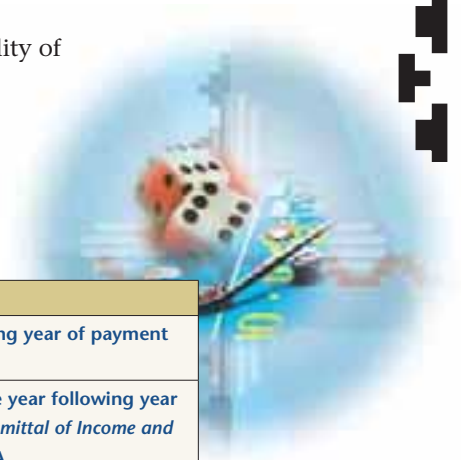 lity of
ng year of payment
e year following year
mittal of Income and